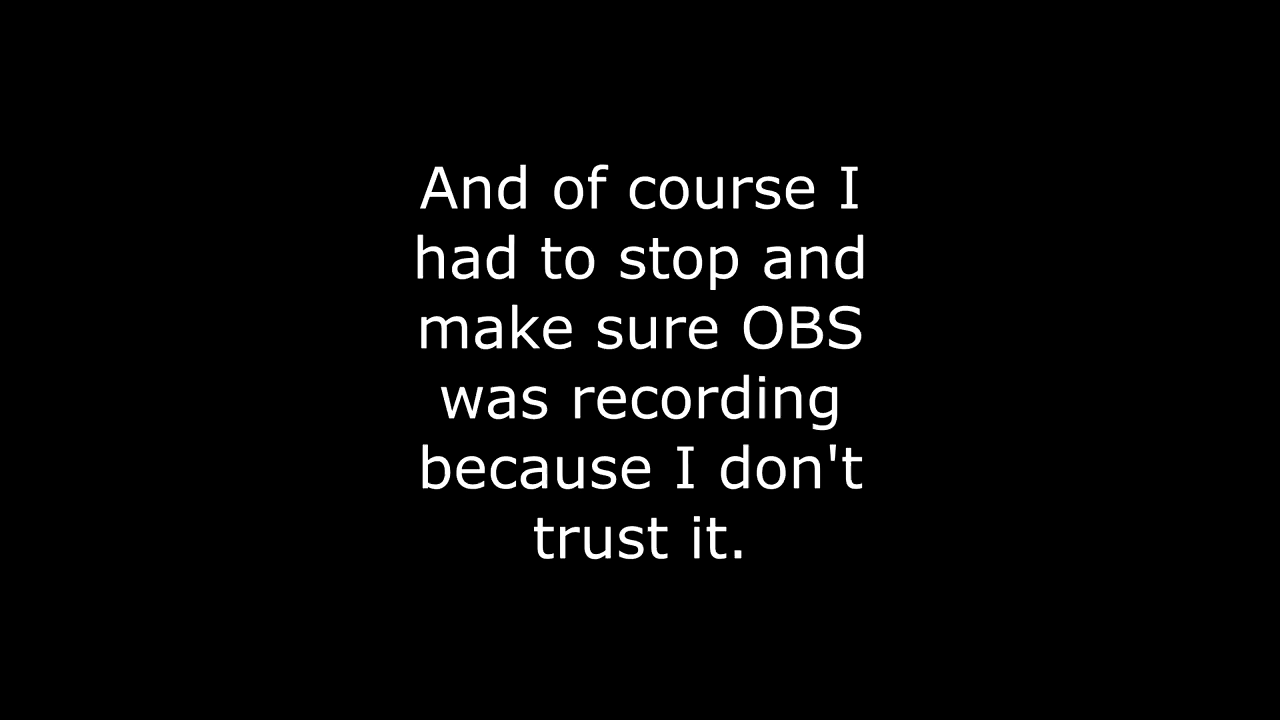 And of course I
had to stop and
make sure OBS
was recording
because I don't
trust it.